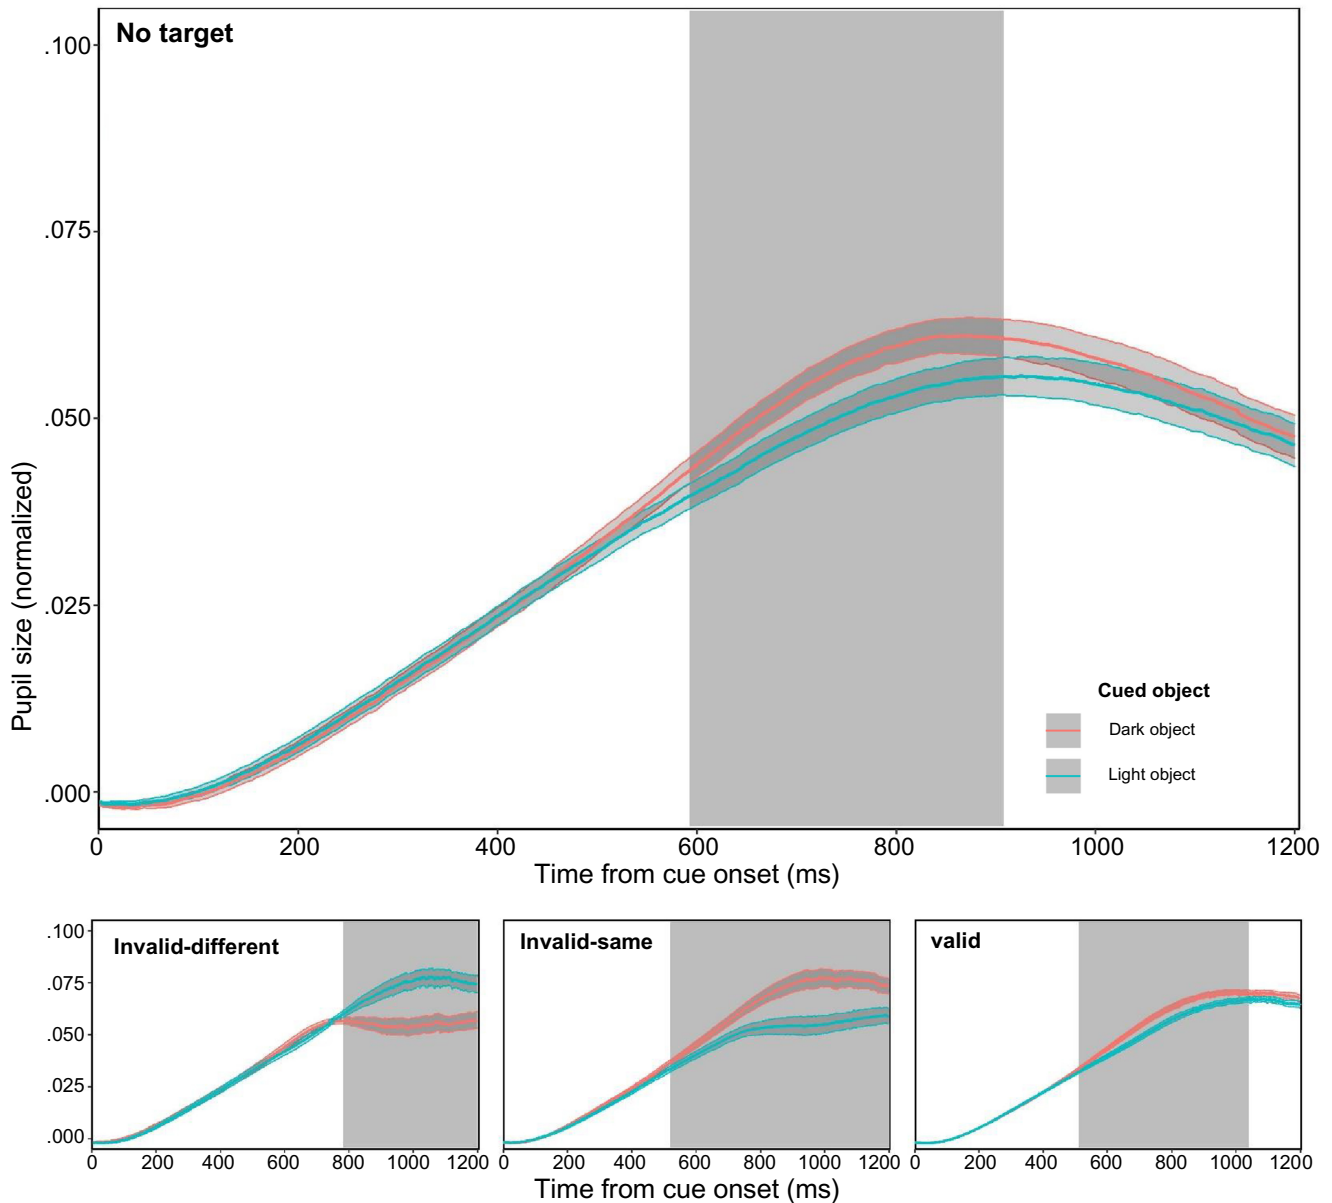 No target
.100
.075
.050
.025
.000
Pupil size (normalized)
Cued object
Dark object
Light object
0 200 400 600 800 1000 1200
Time from cue onset (ms)
Invalid-different
Invalid-same
valid
.100
.075
.050
.025
.000
0 200 400 600 800 1000 1200
0 200 400 600 800 1000 1200
0 200 400 600 800 1000 1200
Time from cue onset (ms)